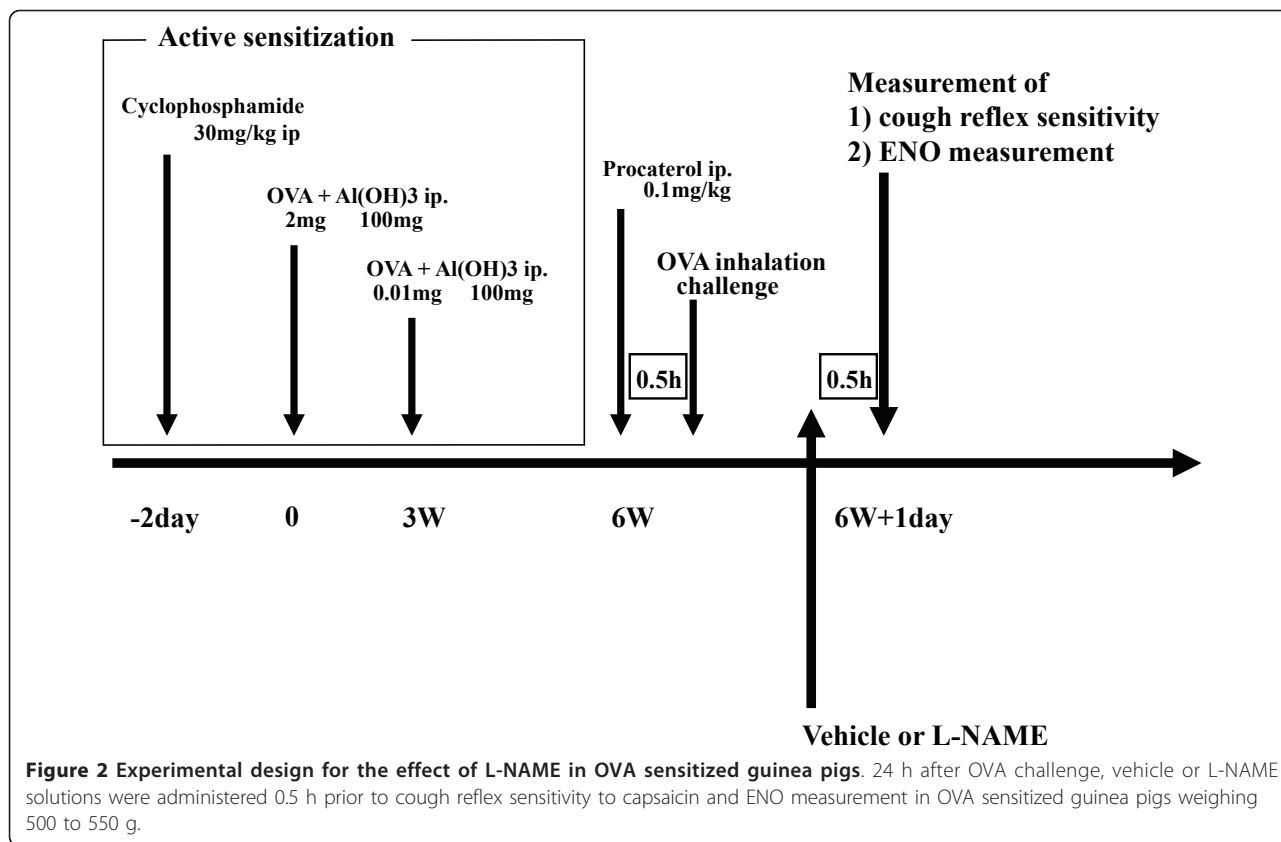 Active sensitization
Cyclophosphamide
30mg/kg ip
OVA + Al(OH)3 ip.
2mg 100mg
OVA + Al(OH)3 ip.
0.01mg 100mg
Procaterol ip.
0.1mg/kg
OVA inhalation
challenge
Measurement of
1) cough reflex sensitivity
2) ENO measurement
0.5h
0.5h
-2day 0 3W 6W 6W+1day
Vehicle or L-NAME
Figure 2 Experimental design for the effect of L-NAME in OVA sensitized guinea pigs. 24 h after OVA challenge, vehicle or L-NAME
solutions were administered 0.5 h prior to cough reflex sensitivity to capsaicin and ENO measurement in OVA sensitized guinea pigs weighing
500 to 550 g.